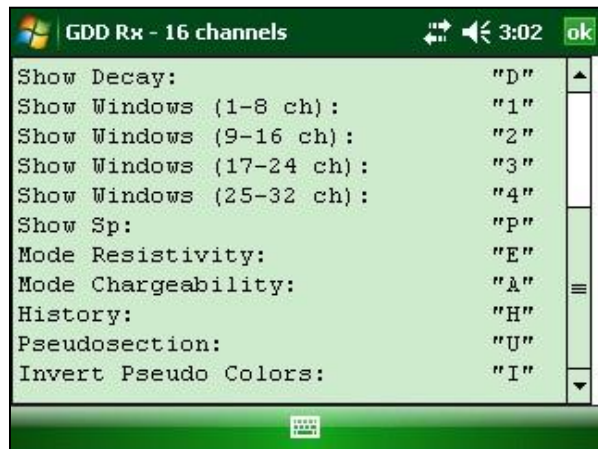 GDD Rx - 16 channels 3:02 ok
Show Decay: "D"
Show Windows (1-8 ch): "1"
Show Windows (9-16 ch): "2"
Show Windows (17-24 ch): "3"
Show Windows (25-32 ch): "4"
Show Sp: "P"
Mode Resistivity: "E"
Mode Chargeability: "A"
History: "H"
Pseudosection: "U"
Invert Pseudo Colors: "I"